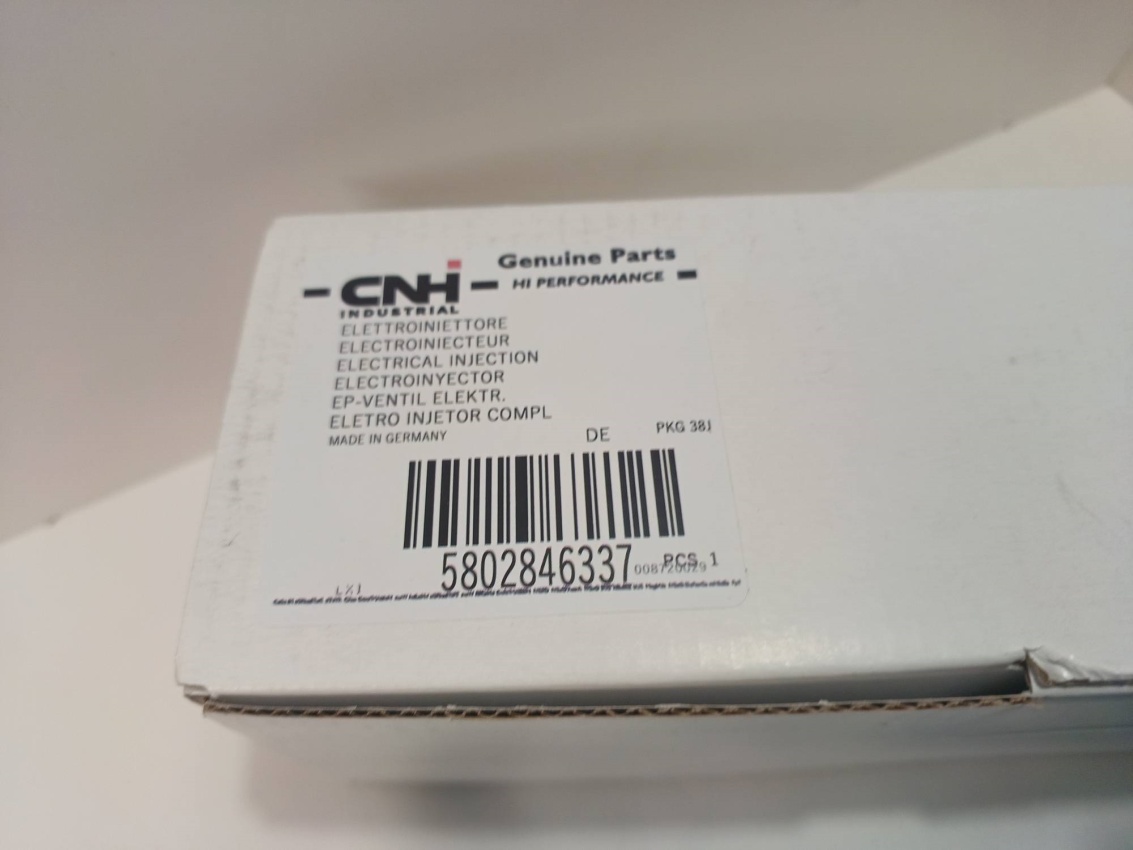 Genuine Parts
CNH HI PERFORMANCE
INDUSTRIAL
ELETTROINIETTORE
ELECTROINIECTEUR
ELECTRICAL INJECTION
ELECTROINYECTOR
EP-VENTIL ELEKTR.
ELETRO INJETOR COMPL
MADE IN GERMANY DE PKG 38J
5802846337 PCS 1